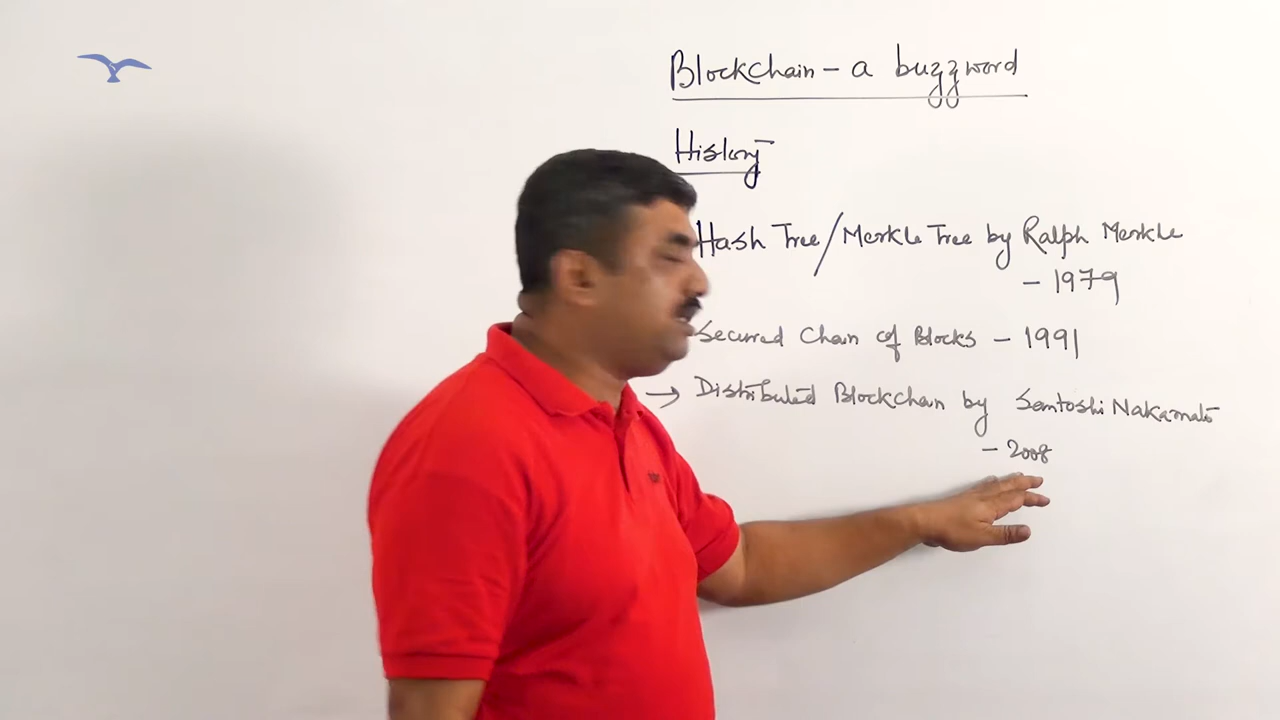 Blockchain - a buzzword
History
Hash Tree/Merkle Tree by Ralph Merkle
- 1979
Secured Chain of Blocks - 1991
→ Distributed Blockchain by Santoshi Nakamato
- 2008